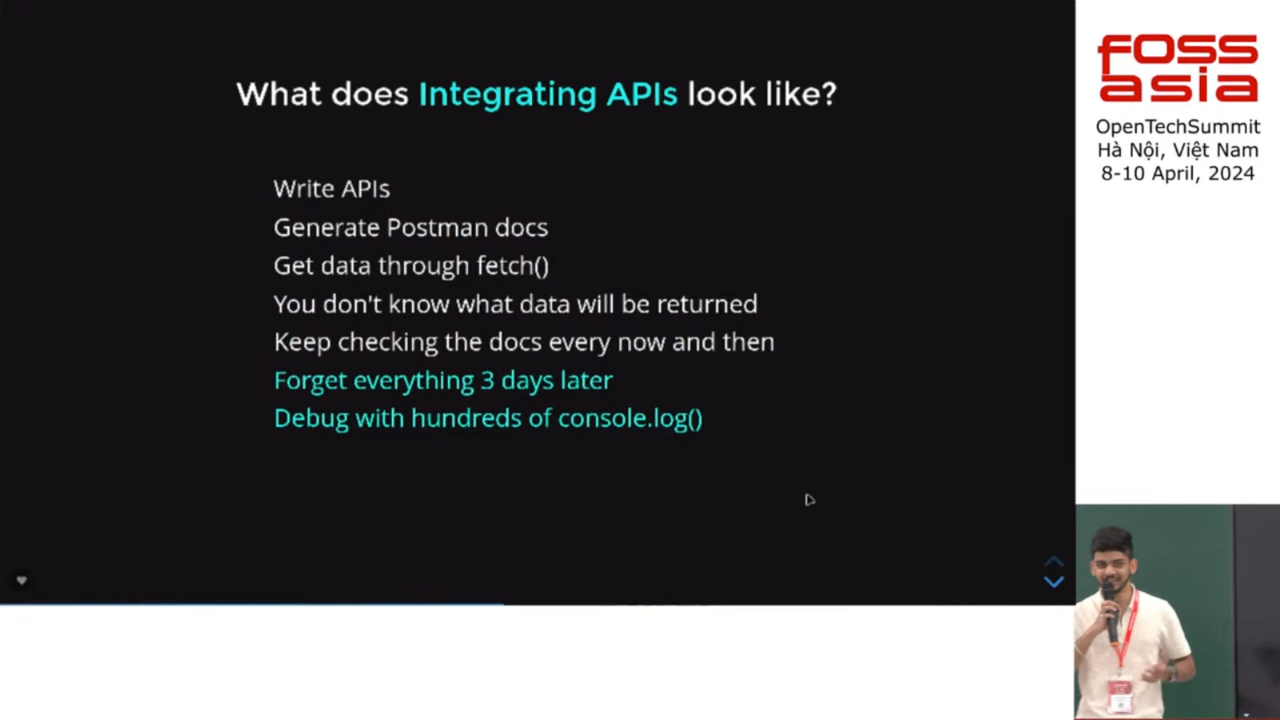 What does Integrating APIs look like?
Write APIs
Generate Postman docs
Get data through fetch()
You don't know what data will be returned
Keep checking the docs every now and then
Forget everything 3 days later
Debug with hundreds of console.log()
FOSS
asia
OpenTechSummit
Hà Nội, Việt Nam
8-10 April, 2024